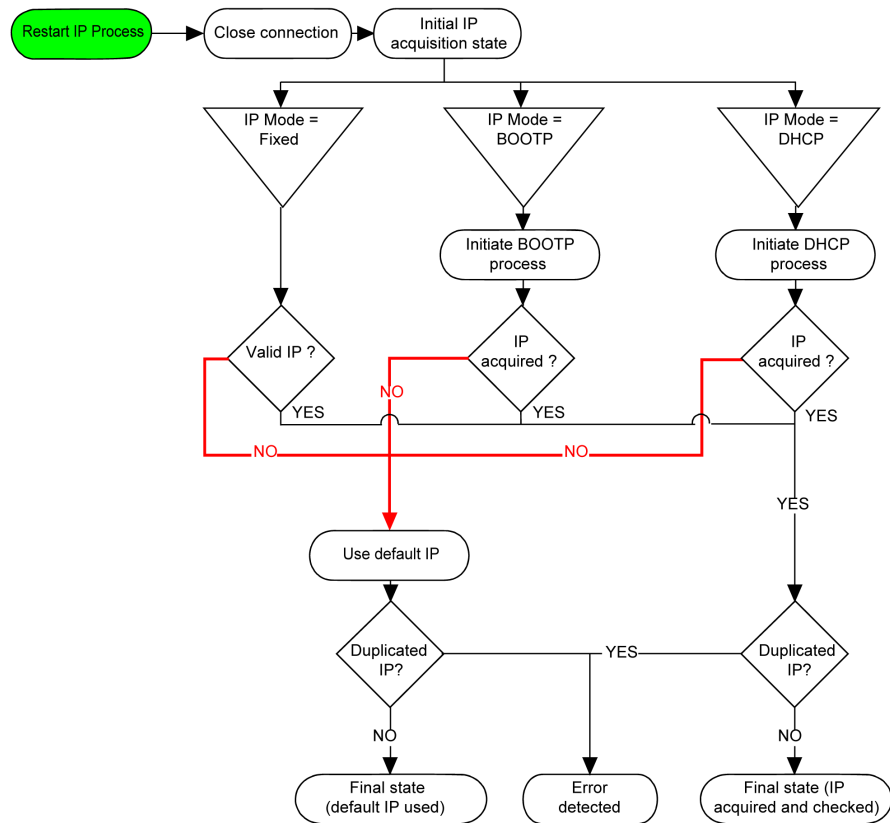 Restart IP Process
Close connection
Initial IP
acquisition state
IP Mode =
Fixed
IP Mode =
BOOTP
IP Mode =
DHCP
Initiate BOOTP
process
Initiate DHCP
process
Valid IP ?
IP
acquired ?
IP
acquired ?
NO
YES
YES
YES
NO
NO
YES
Use default IP
Duplicated
IP?
YES
Duplicated
IP?
NO
NO
Final state
(default IP used)
Error
detected
Final state (IP
acquired and checked)